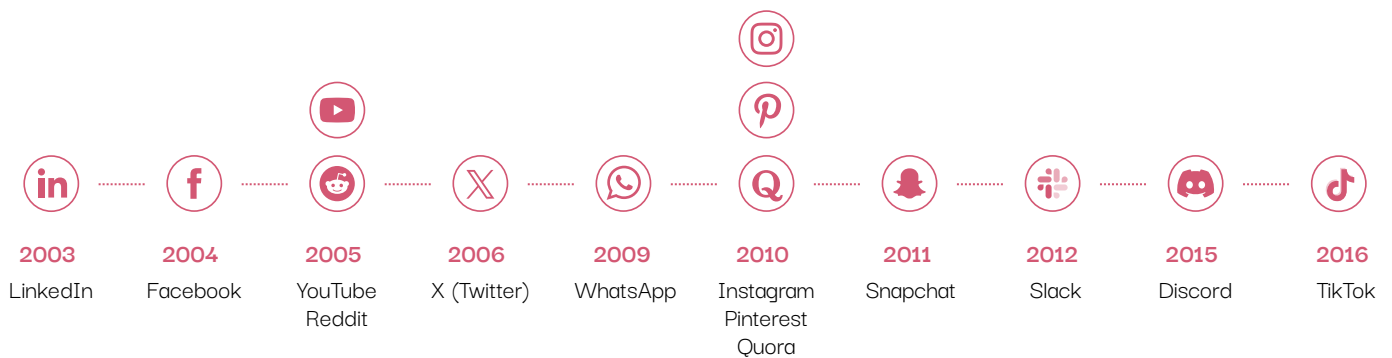 2003
LinkedIn
2004
Facebook
2005
YouTube
Reddit
2006
X (Twitter)
2009
WhatsApp
2010
Instagram
Pinterest
Quora
2011
Snapchat
2012
Slack
2015
Discord
2016
TikTok